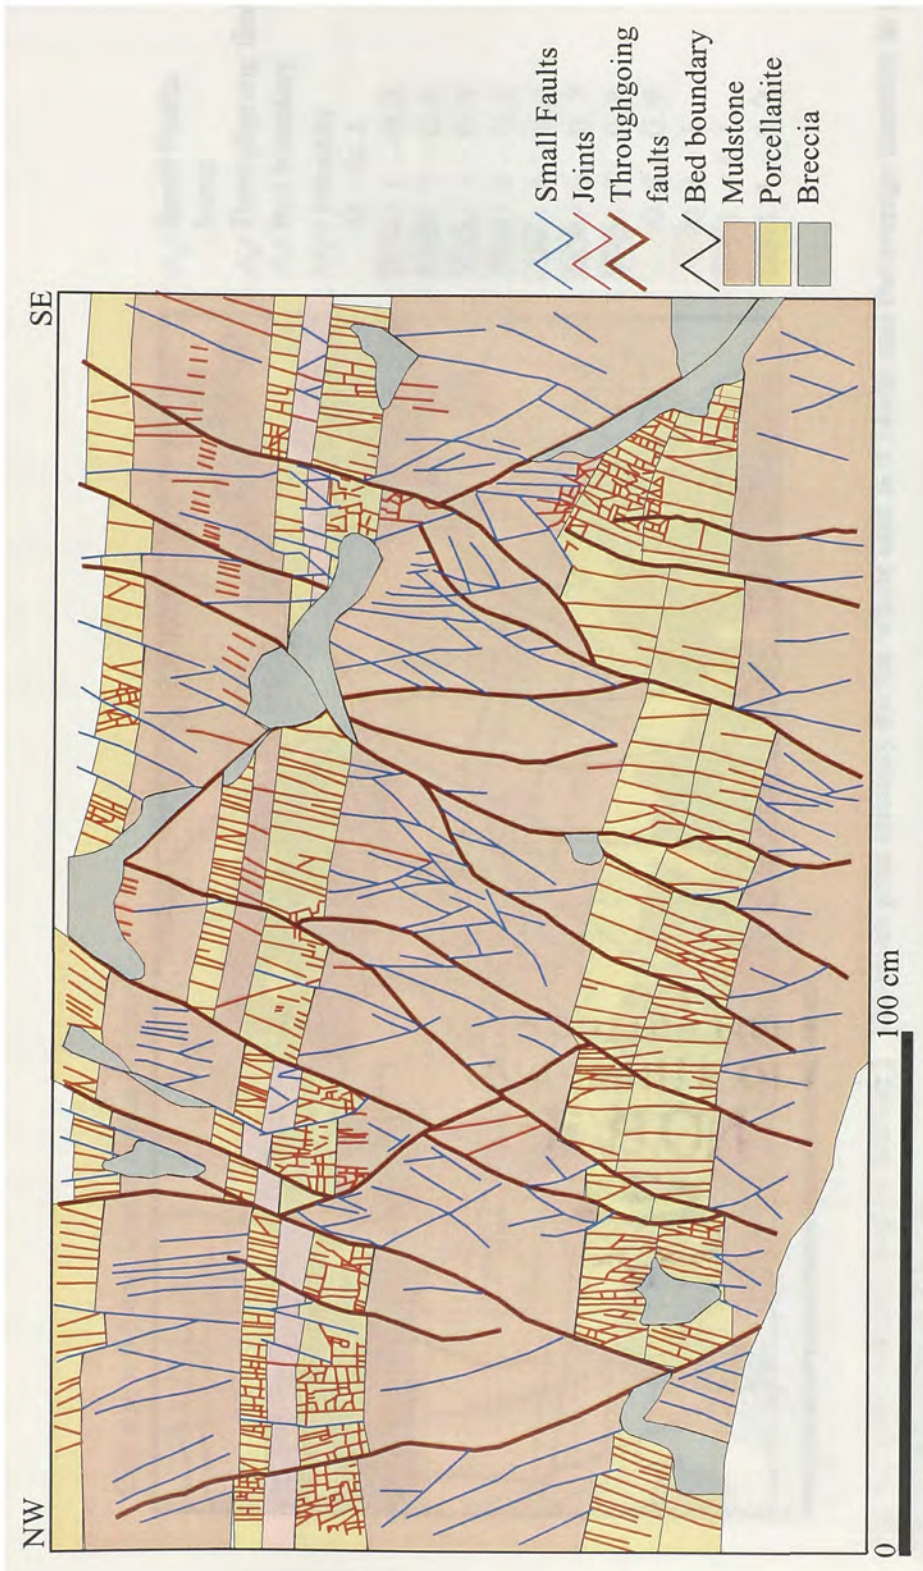 NW
SE
Small Faults
Joints
Throughgoing
faults
Bed boundary
Mudstone
Porcellanite
Breccia
0
100 cm